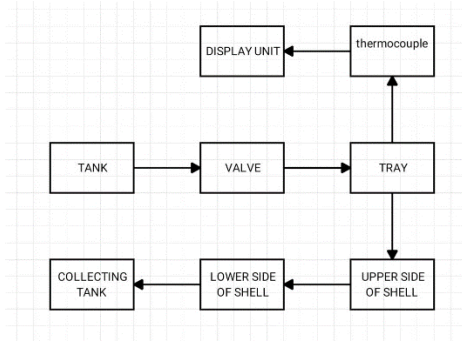 DISPLAY UNIT
thermocouple
TANK
VALVE
TRAY
COLLECTING
TANK
LOWER SIDE
OF SHELL
UPPER SIDE
OF SHELL